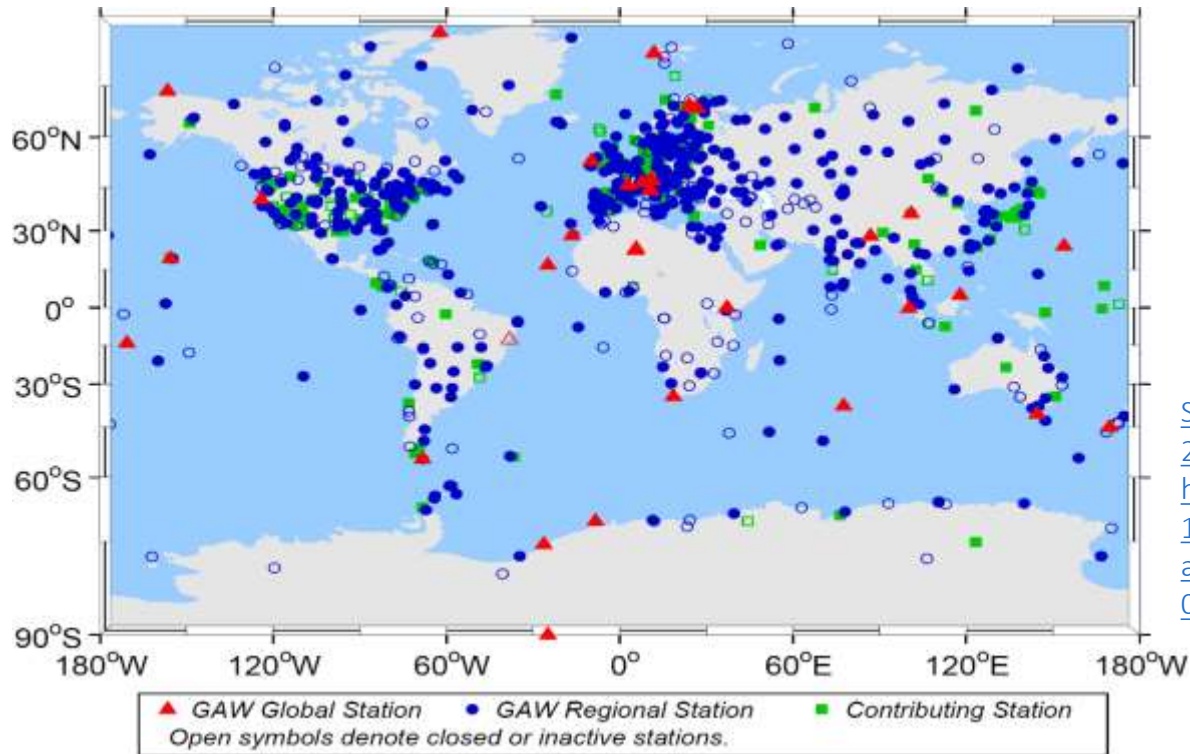 60°N
30°N
0°
30°S
60°S
90°S
180°W 120°W 60°W 0° 60°E 120°E 180°W
GAW Global Station GAW Regional Station Contributing Station
Open symbols denote closed or inactive stations.